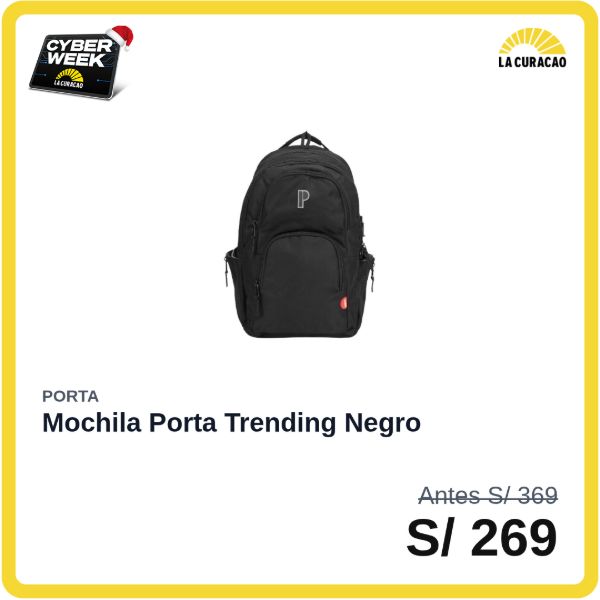 CYBER
WEEK
LA CURACAO
LA CURACAO
P
PORTA
Mochila Porta Trending Negro
Antes S/ 369
S/ 269